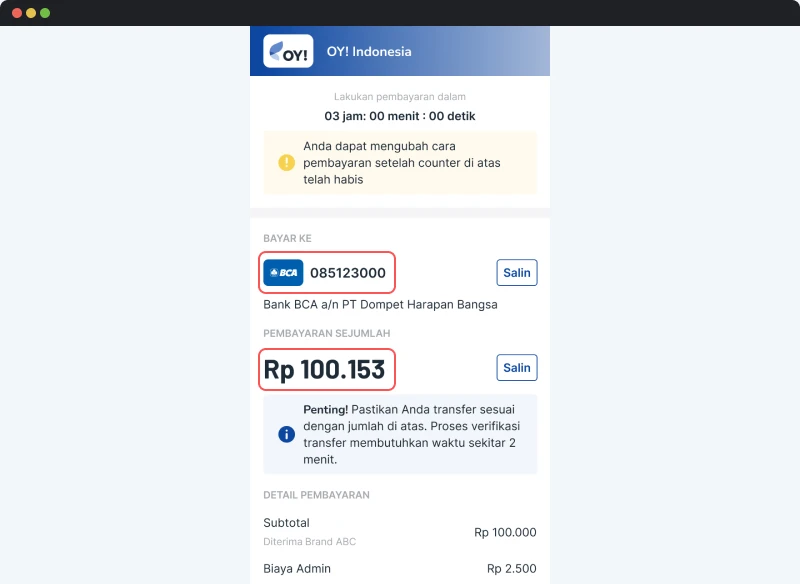 OY!
OY! Indonesia
Lakukan pembayaran dalam
03 jam: 00 menit : 00 detik
Anda dapat mengubah cara
pembayaran setelah counter di atas
telah habis
BAYAR KE
BCA 085123000 Salin
Bank BCA a/n PT Dompet Harapan Bangsa
PEMBAYARAN SEJUMLAH
Rp 100.153 Salin
Penting! Pastikan Anda transfer sesuai
dengan jumlah di atas. Proses verifikasi
transfer membutuhkan waktu sekitar 2
menit.
DETAIL PEMBAYARAN
Subtotal
Rp 100.000
Diterima Brand ABC
Biaya Admin Rp 2.500